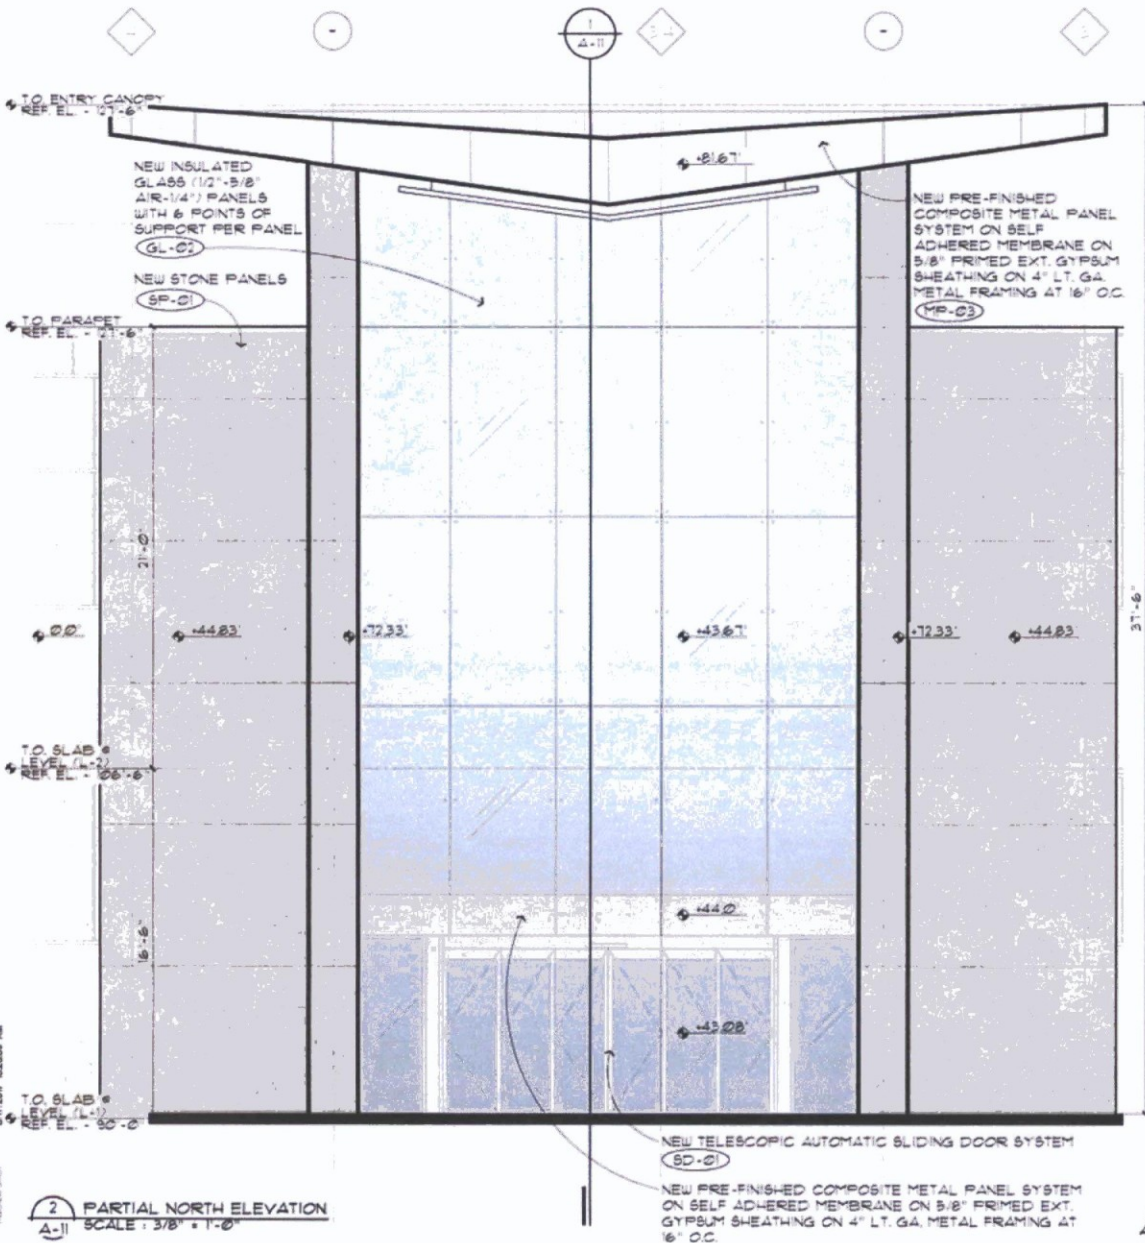 1
A-11
T.O. ENTRY CANOPY
REF. EL. - 127'-6"
+81.67'
NEW INSULATED
GLASS (1/2"-5/8"
AIR-1/4") PANELS
WITH 6 POINTS OF
SUPPORT PER PANEL
GL-02
NEW STONE PANELS
SP-01
NEW PRE-FINISHED
COMPOSITE METAL PANEL
SYSTEM ON SELF
ADHERED MEMBRANE ON
5/8" PRIMED EXT. GYPSUM
SHEATHING ON 4" LT. GA.
METAL FRAMING AT 16" O.C.
MP-03
T.O. PARAPET
REF. EL. -
21'-0"
37'-6"
0.0'
+44.83'
+72.33'
+43.67'
+72.33'
+44.83'
T.O. SLAB @
LEVEL (L-2)
REF. EL. - 106'-6"
16'-6"
+44.0'
+43.08'
T.O. SLAB @
LEVEL (L-1)
REF. EL. - 90'-0"
NEW TELESCOPIC AUTOMATIC SLIDING DOOR SYSTEM
SD-01
NEW PRE-FINISHED COMPOSITE METAL PANEL SYSTEM
ON SELF ADHERED MEMBRANE ON 5/8" PRIMED EXT.
GYPSUM SHEATHING ON 4" LT. GA. METAL FRAMING AT
16" O.C.
2
A-11
PARTIAL NORTH ELEVATION
SCALE : 3/8" = 1'-0"